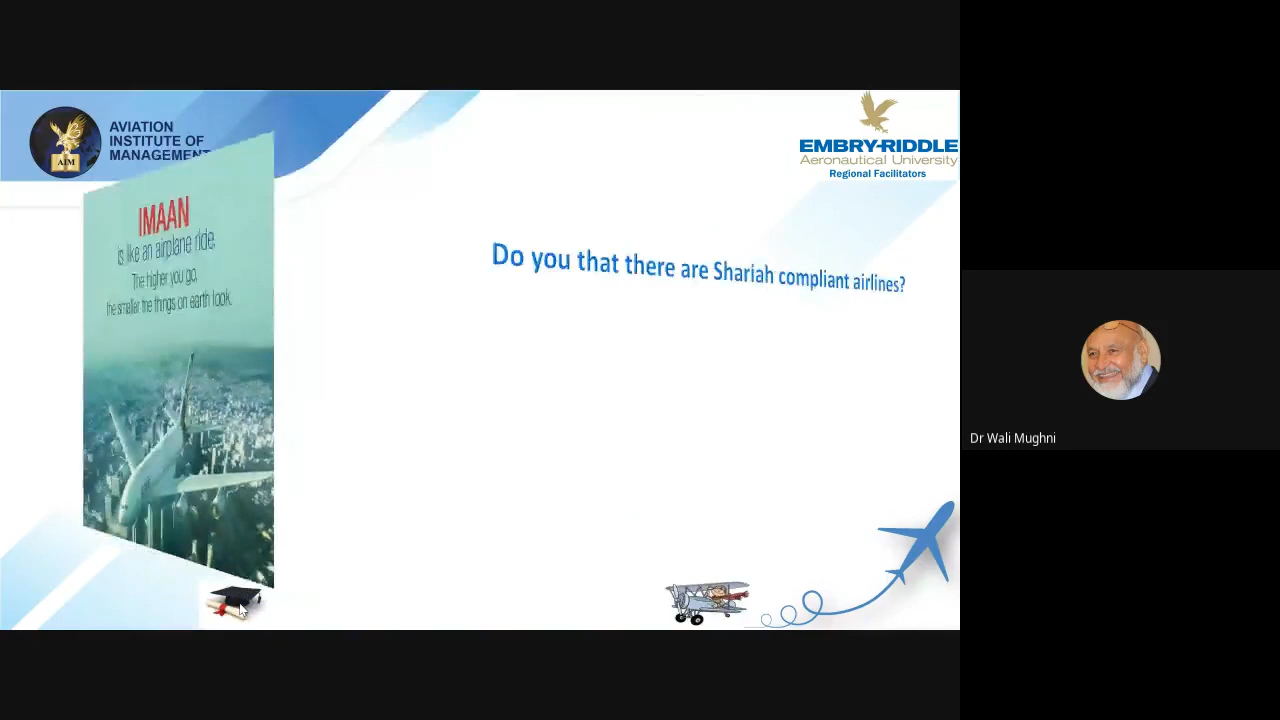 AVIATION
INSTITUTE OF
MANAGEMENT
AIM
EMBRY-RIDDLE
Aeronautical University
Regional Facilitators
IMAAN
is like an airplane ride,
The higher you go,
the smaller the things on earth look.
Do you that there are Shariah compliant airlines?
Dr Wali Mughni